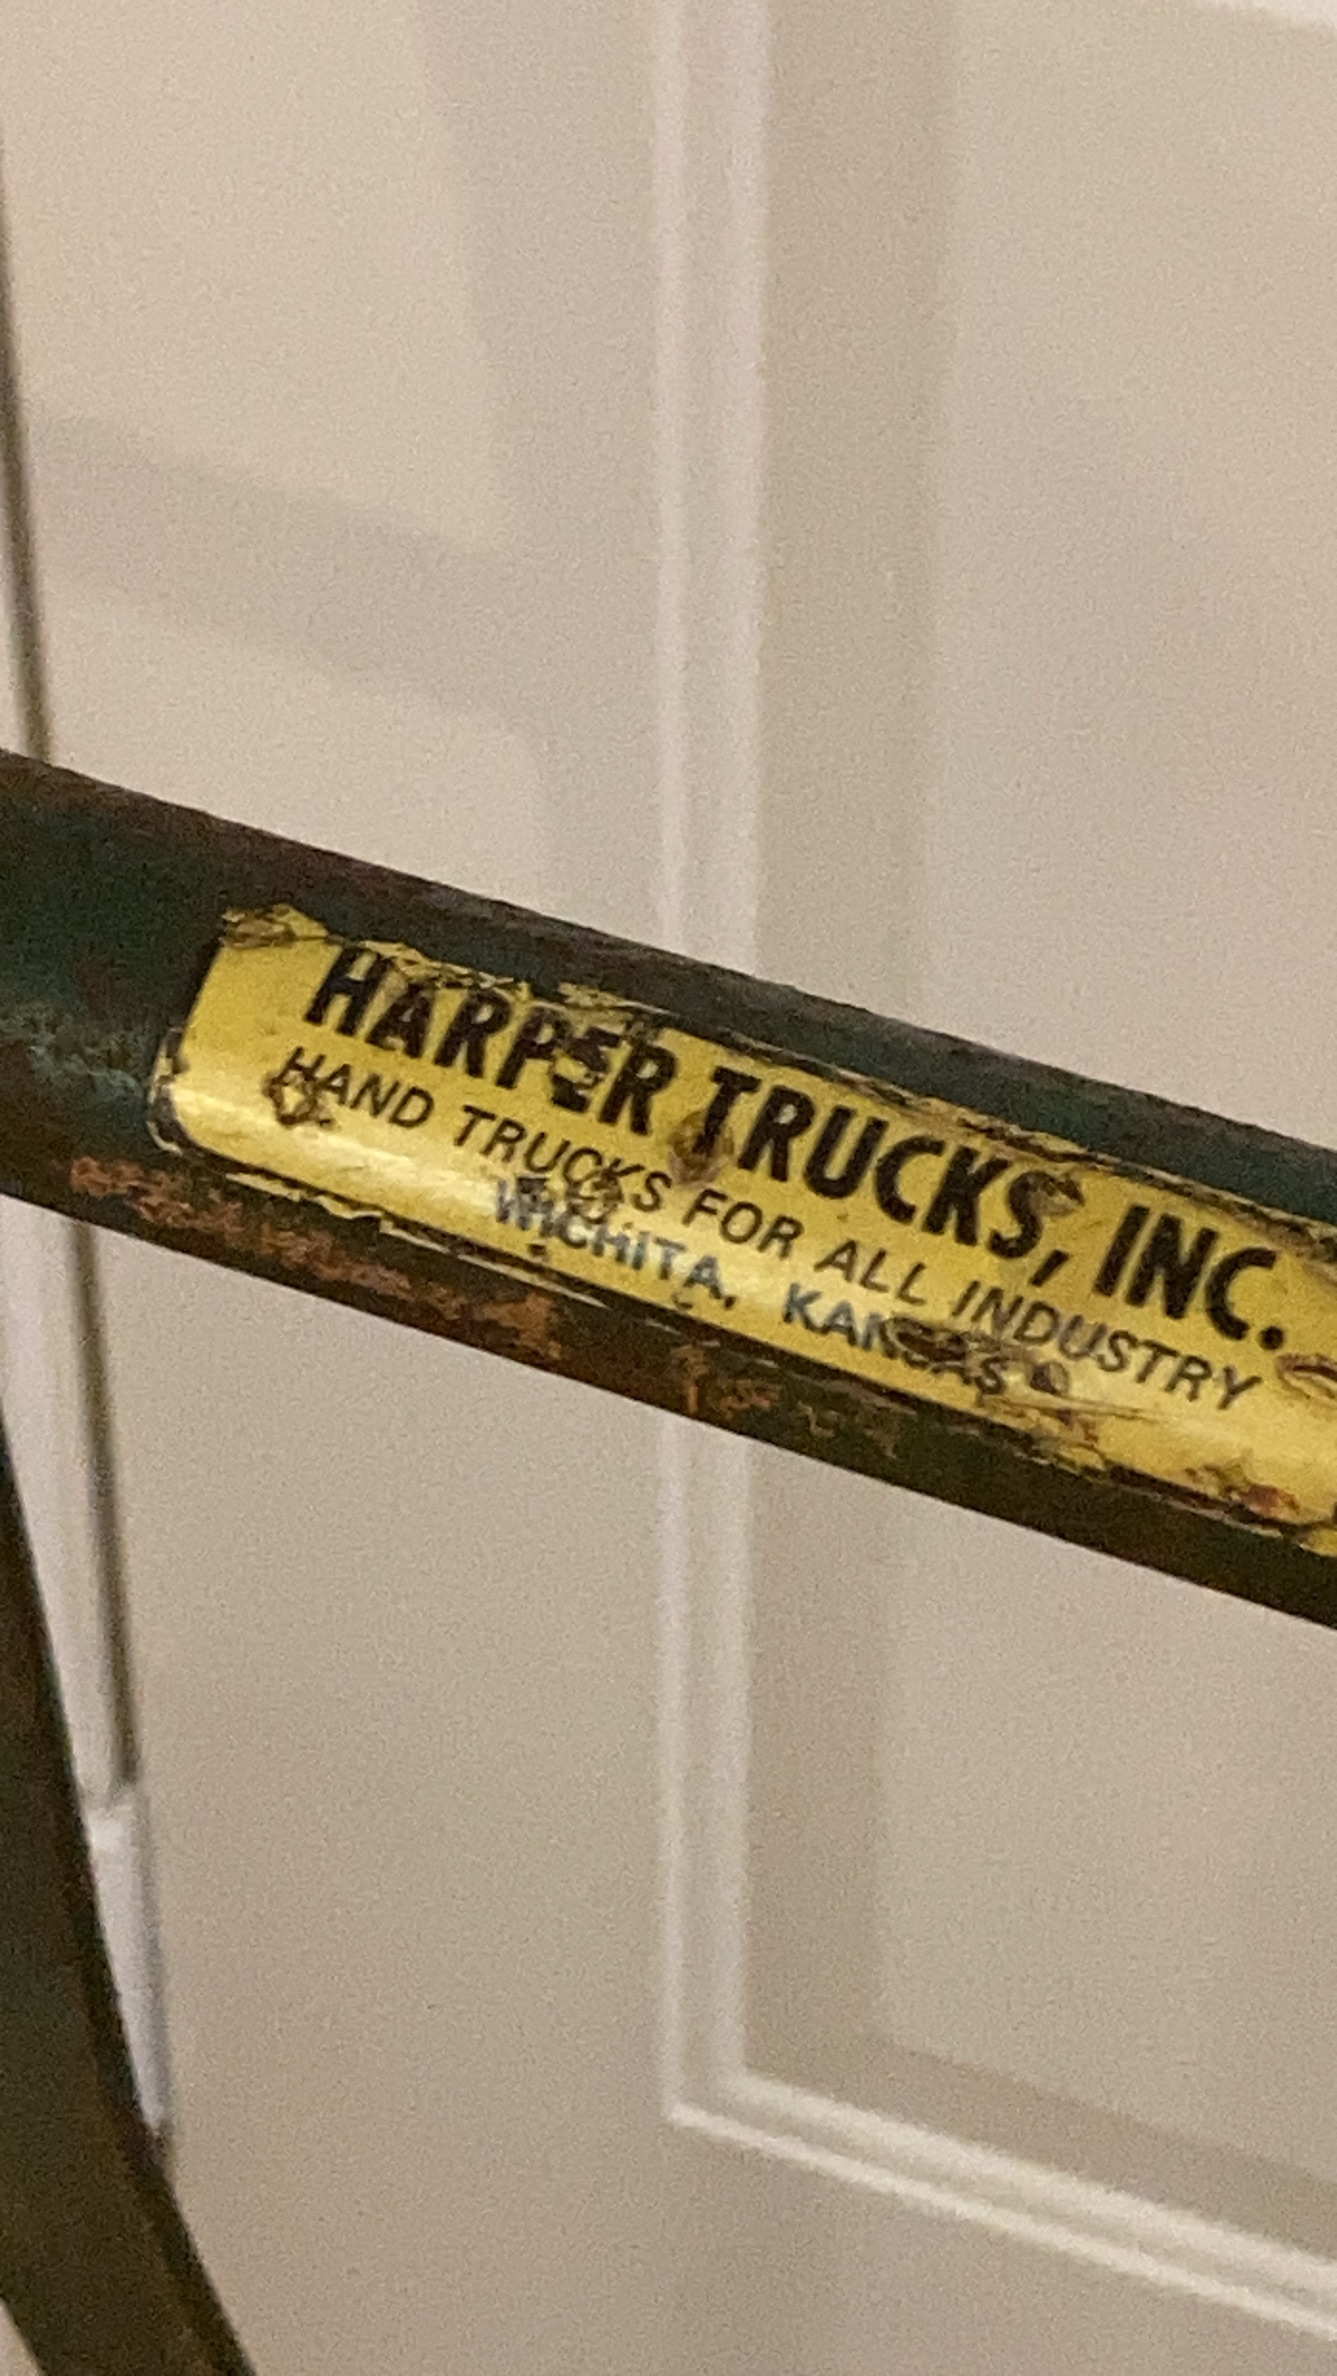 HARPER TRUCKS, INC.
HAND TRUCKS FOR ALL INDUSTRY
WICHITA, KANSAS